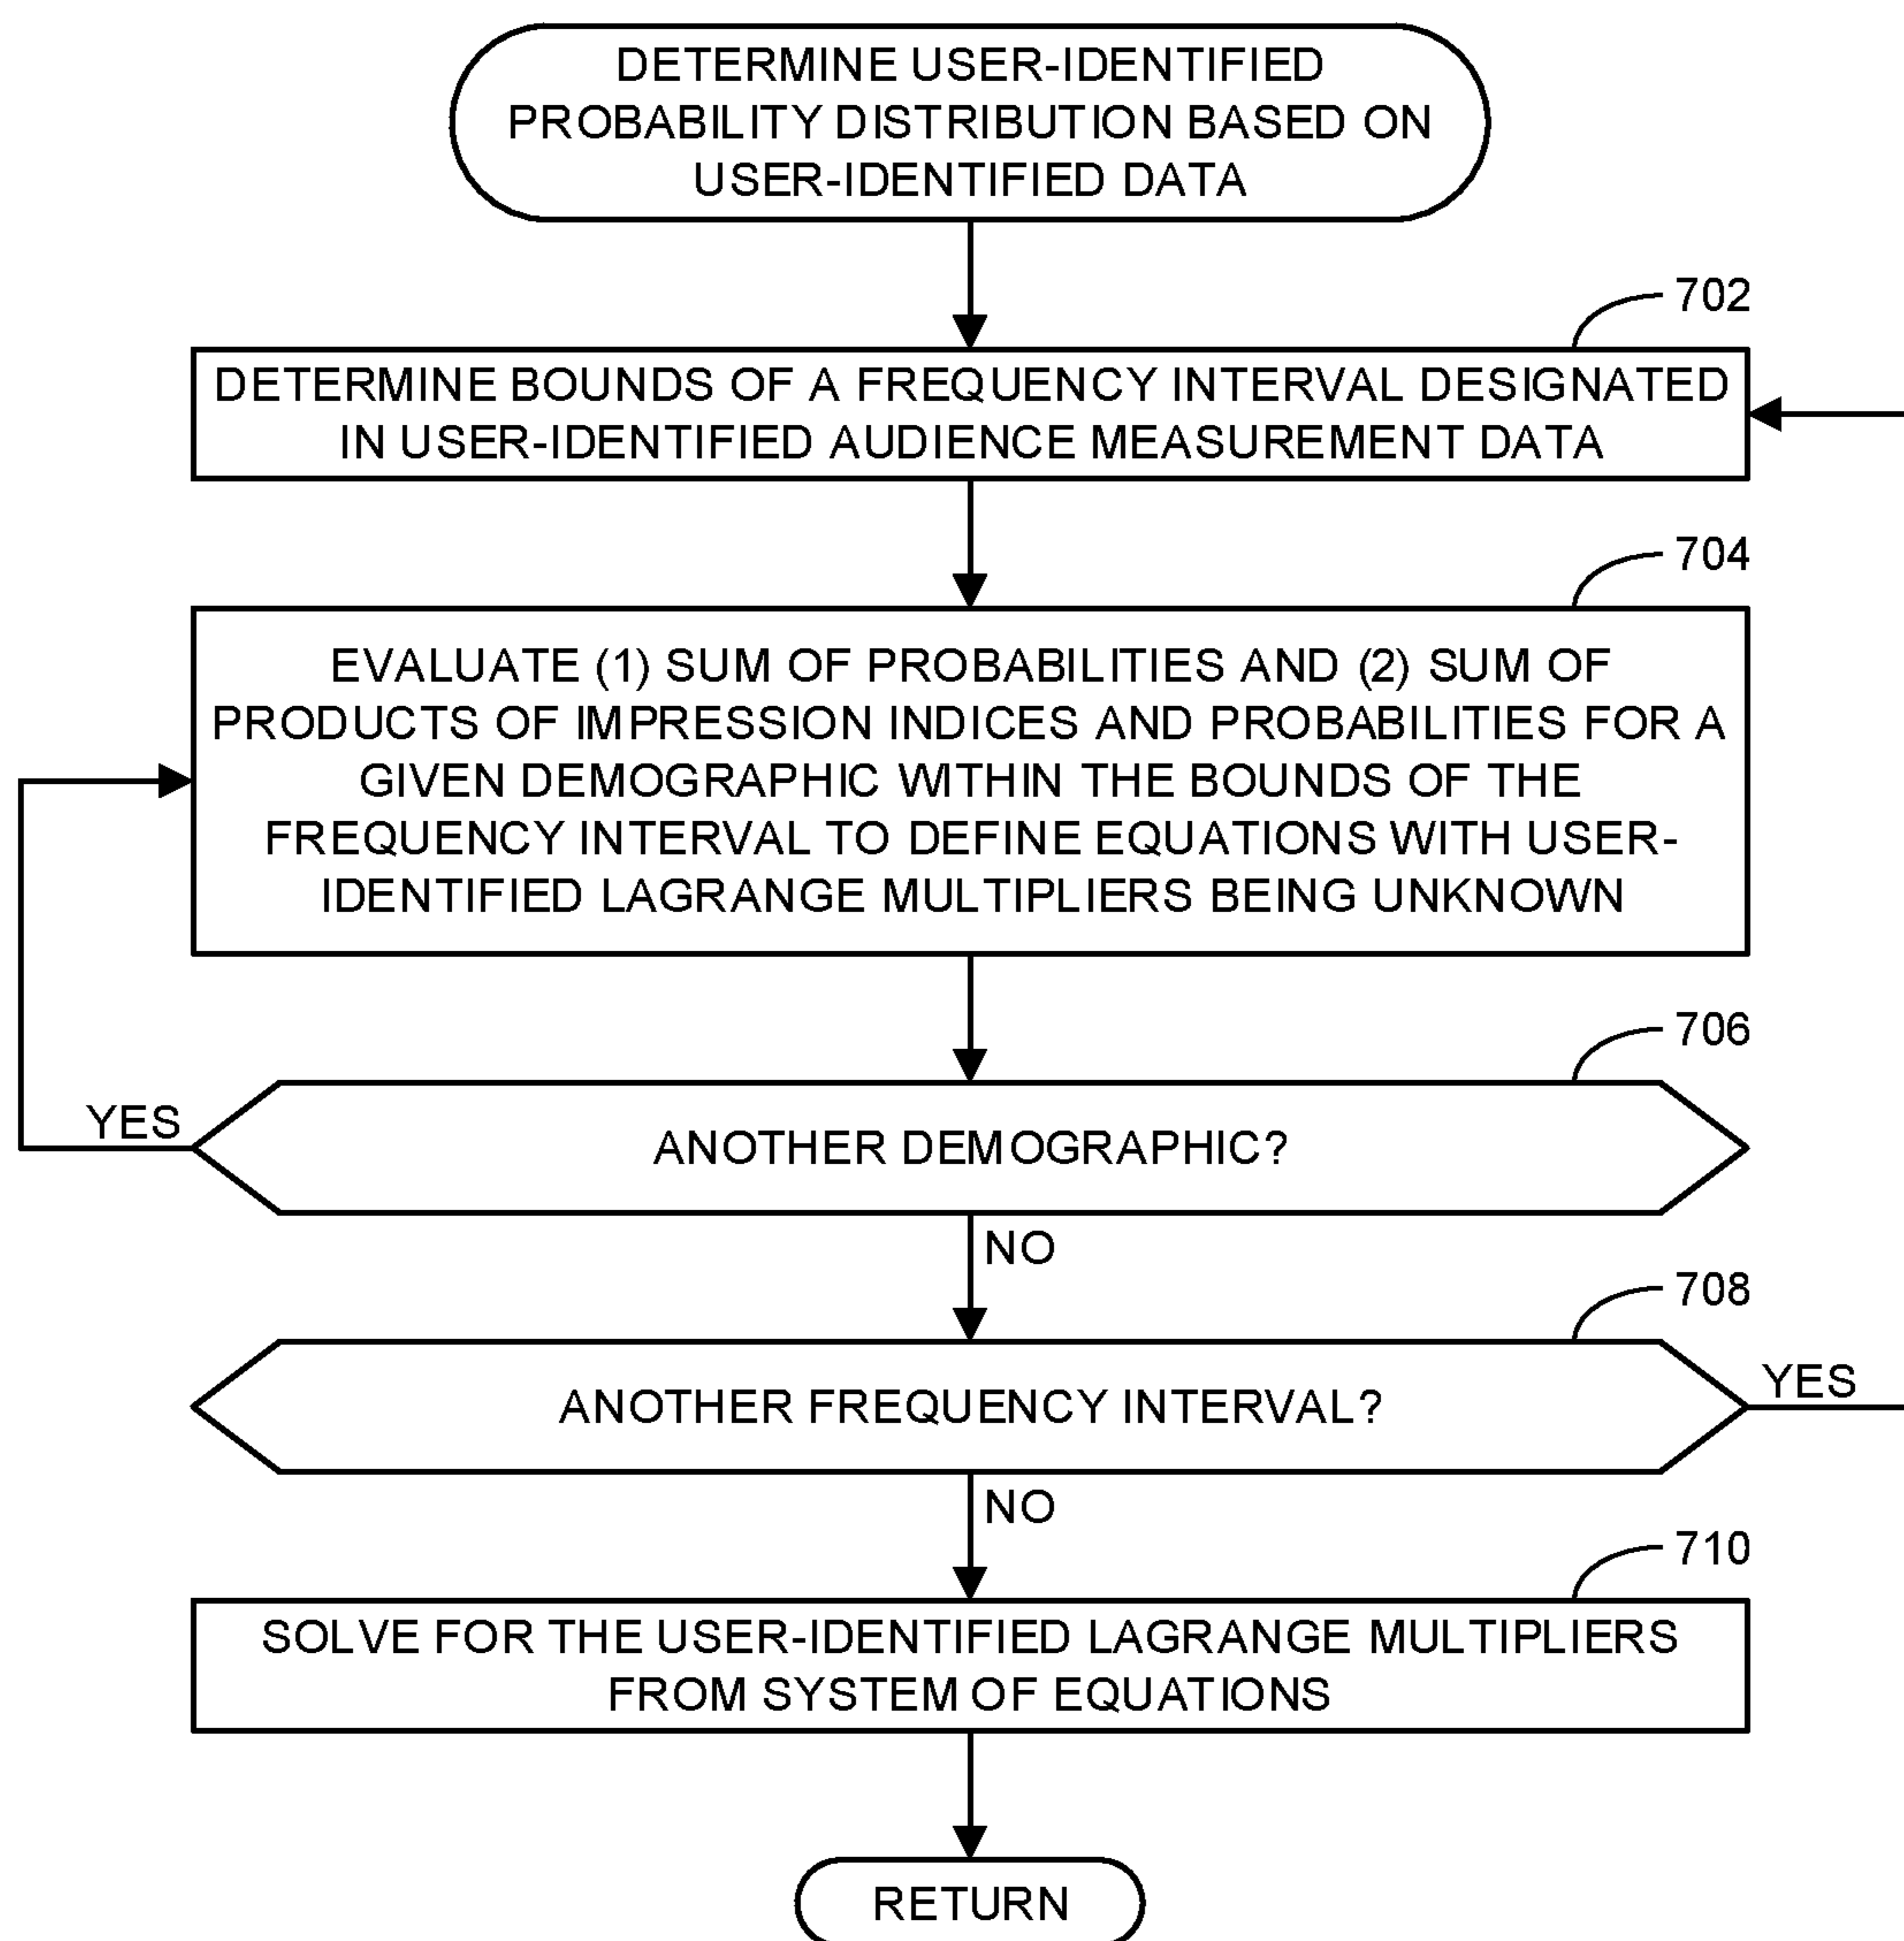 DETERMINE USER-IDENTIFIED
PROBABILITY DISTRIBUTION BASED ON
USER-IDENTIFIED DATA
702
DETERMINE BOUNDS OF A FREQUENCY INTERVAL DESIGNATED
IN USER-IDENTIFIED AUDIENCE MEASUREMENT DATA
704
EVALUATE (1) SUM OF PROBABILITIES AND (2) SUM OF
PRODUCTS OF IMPRESSION INDICES AND PROBABILITIES FOR A
GIVEN DEMOGRAPHIC WITHIN THE BOUNDS OF THE
FREQUENCY INTERVAL TO DEFINE EQUATIONS WITH USER-
IDENTIFIED LAGRANGE MULTIPLIERS BEING UNKNOWN
706
YES
ANOTHER DEMOGRAPHIC?
NO
708
ANOTHER FREQUENCY INTERVAL?
YES
NO
710
SOLVE FOR THE USER-IDENTIFIED LAGRANGE MULTIPLIERS
FROM SYSTEM OF EQUATIONS
RETURN